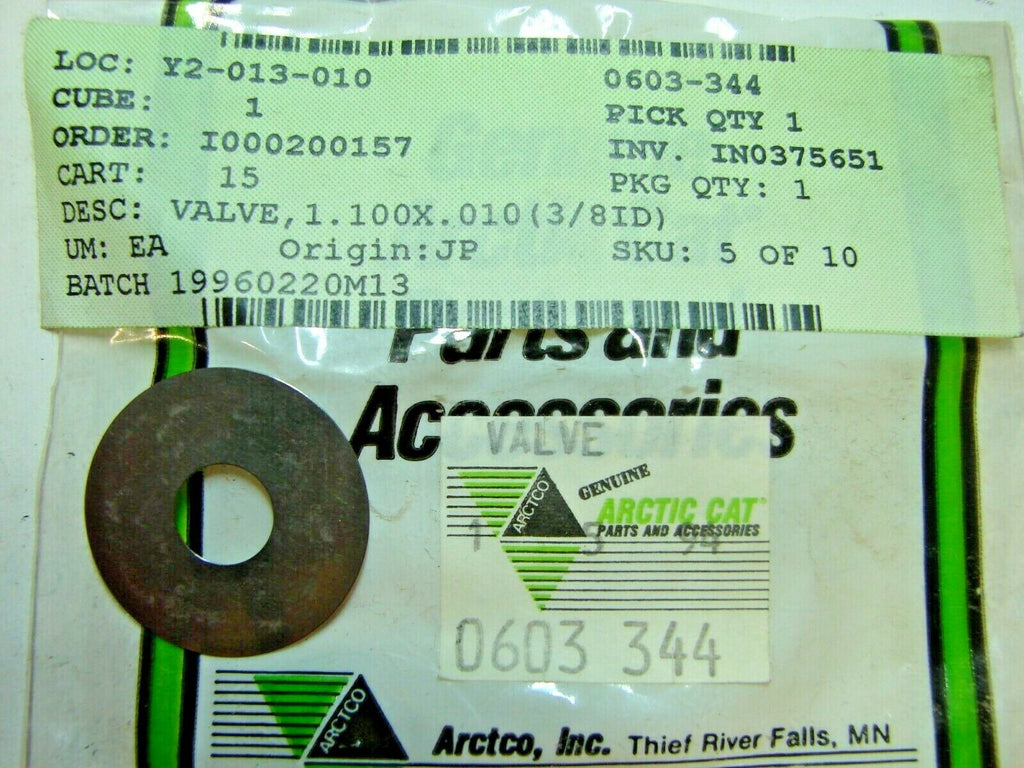 LOC: Y2-013-010 0603-344
CUBE: 1 PICK QTY 1
ORDER: I000200157 INV. IN0375651
CART: 15 PKG QTY: 1
DESC: VALVE,1.100X.010(3/8ID)
UM: EA Origin:JP SKU: 5 OF 10
BATCH 19960220M13
Parts and
Accessories
VALVE
ARCTCO
GENUINE
ARCTIC CAT
PARTS AND ACCESSORIES
1 5 94
0603 344
ARCTCO
Arctco, Inc. Thief River Falls, MN